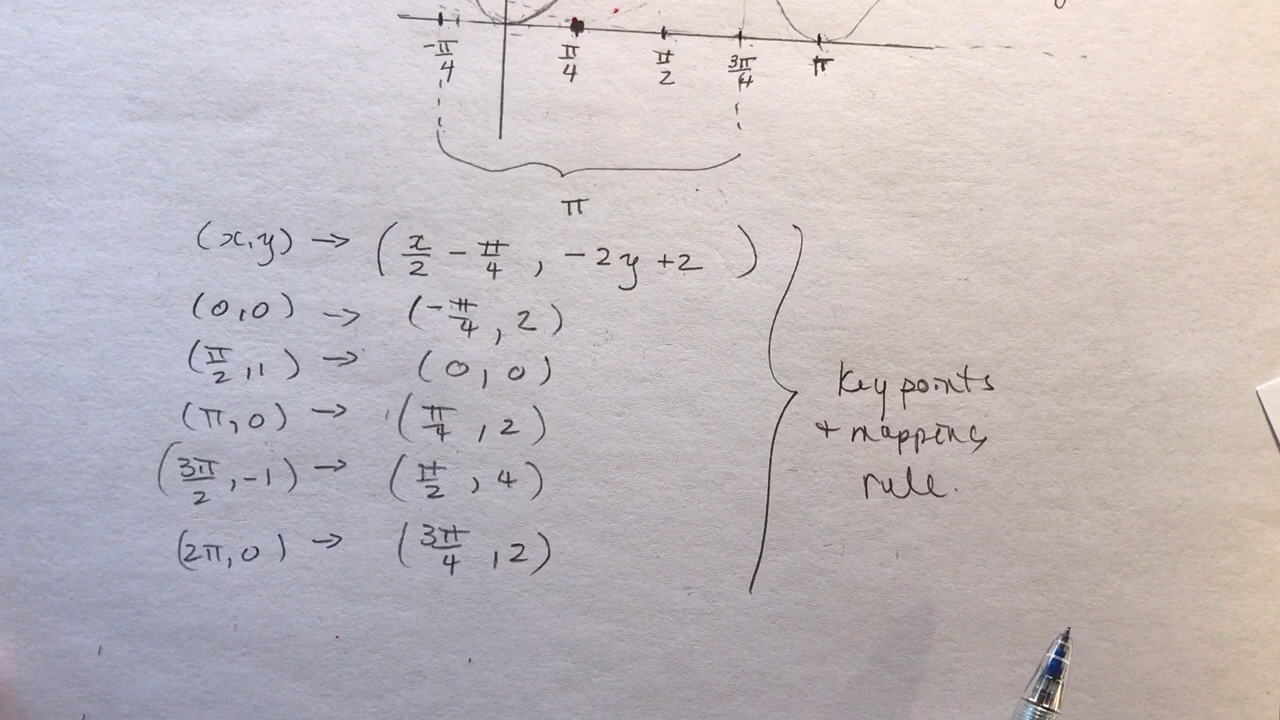 -π/4 π/4 π/2 3π/4 π
π
(x,y) → (x/2 - π/4 , -2y +2 )
(0,0) → (-π/4 , 2)
(π/2 ,1) → (0, 0)
(π,0) → (π/4 , 2)
(3π/2 ,-1) → (π/2 , 4)
(2π,0) → (3π/4 ,2)
Key points
+ mapping
rule.